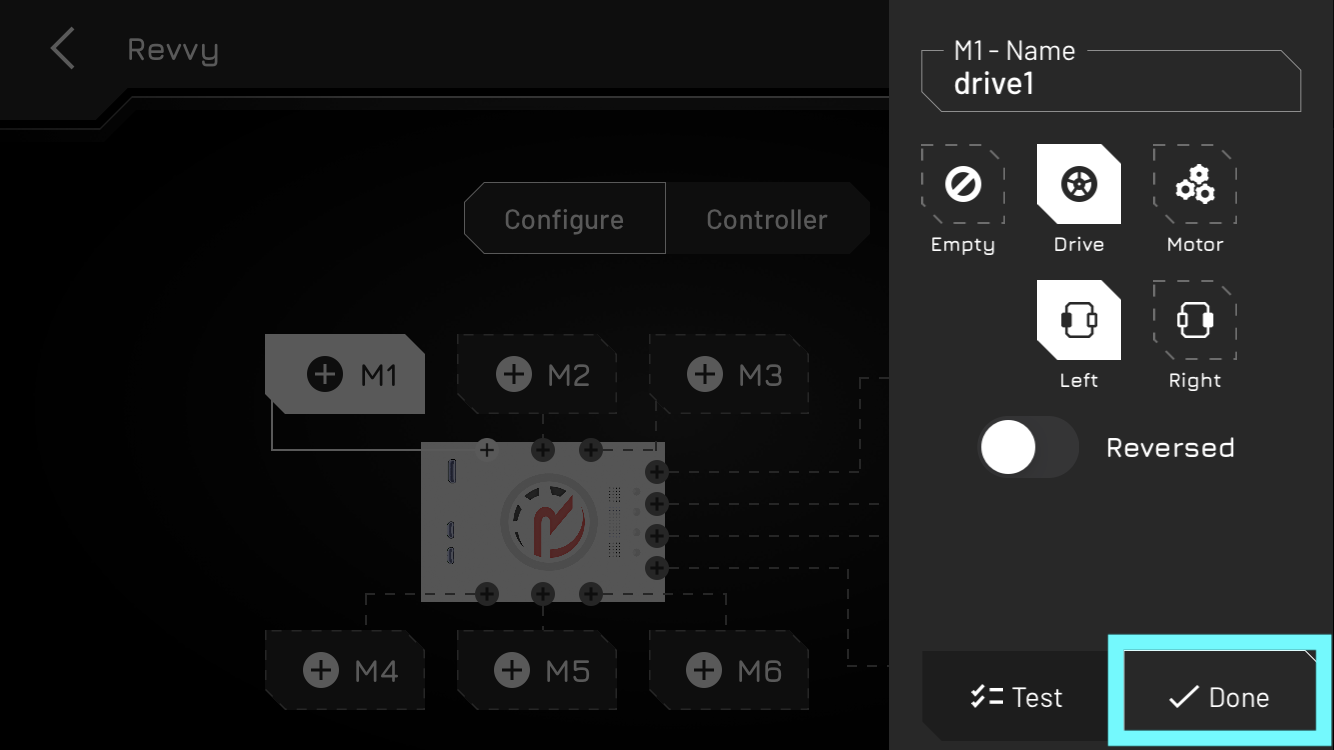 Revvy
M1 - Name
drive1
Empty
Drive
Motor
Configure
Controller
Left
Right
M1
M2
M3
Reversed
M4
M5
M6
Test
Done